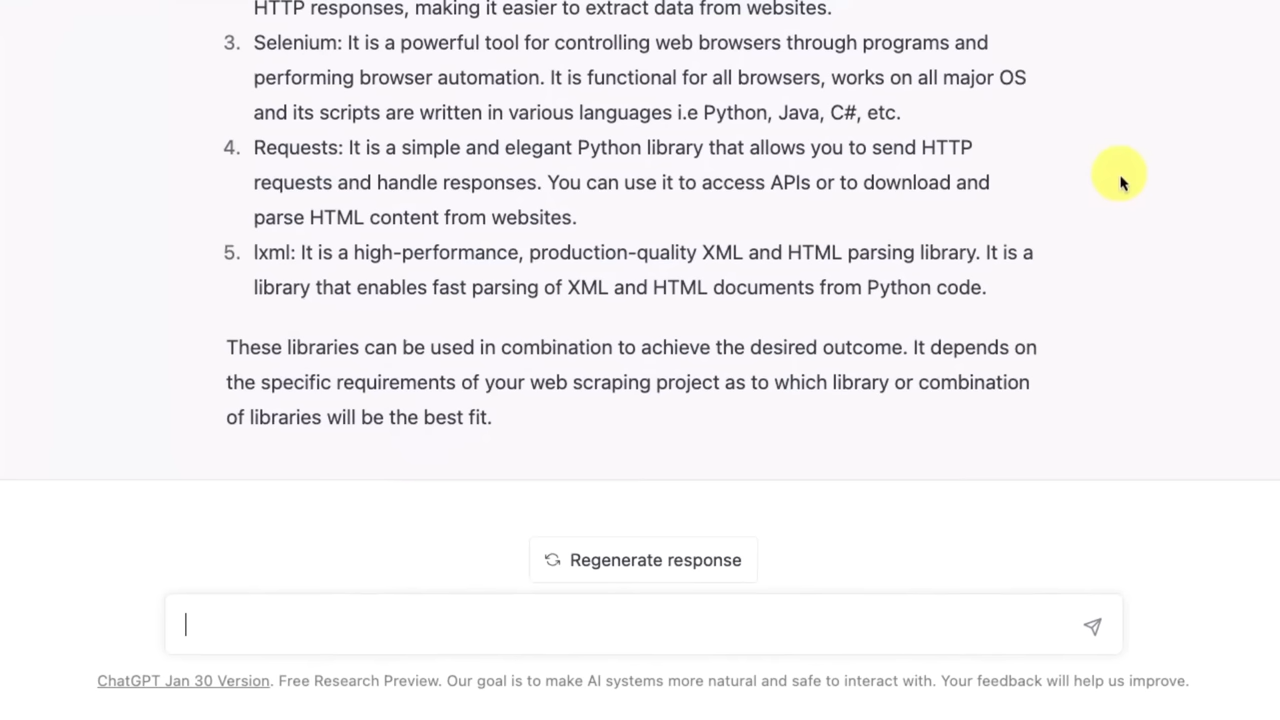 HTTP responses, making it easier to extract data from websites.
3. Selenium: It is a powerful tool for controlling web browsers through programs and
performing browser automation. It is functional for all browsers, works on all major OS
and its scripts are written in various languages i.e Python, Java, C#, etc.
4. Requests: It is a simple and elegant Python library that allows you to send HTTP
requests and handle responses. You can use it to access APIs or to download and
parse HTML content from websites.
5. lxml: It is a high-performance, production-quality XML and HTML parsing library. It is a
library that enables fast parsing of XML and HTML documents from Python code.
These libraries can be used in combination to achieve the desired outcome. It depends on
the specific requirements of your web scraping project as to which library or combination
of libraries will be the best fit.
Regenerate response
ChatGPT Jan 30 Version. Free Research Preview. Our goal is to make AI systems more natural and safe to interact with. Your feedback will help us improve.